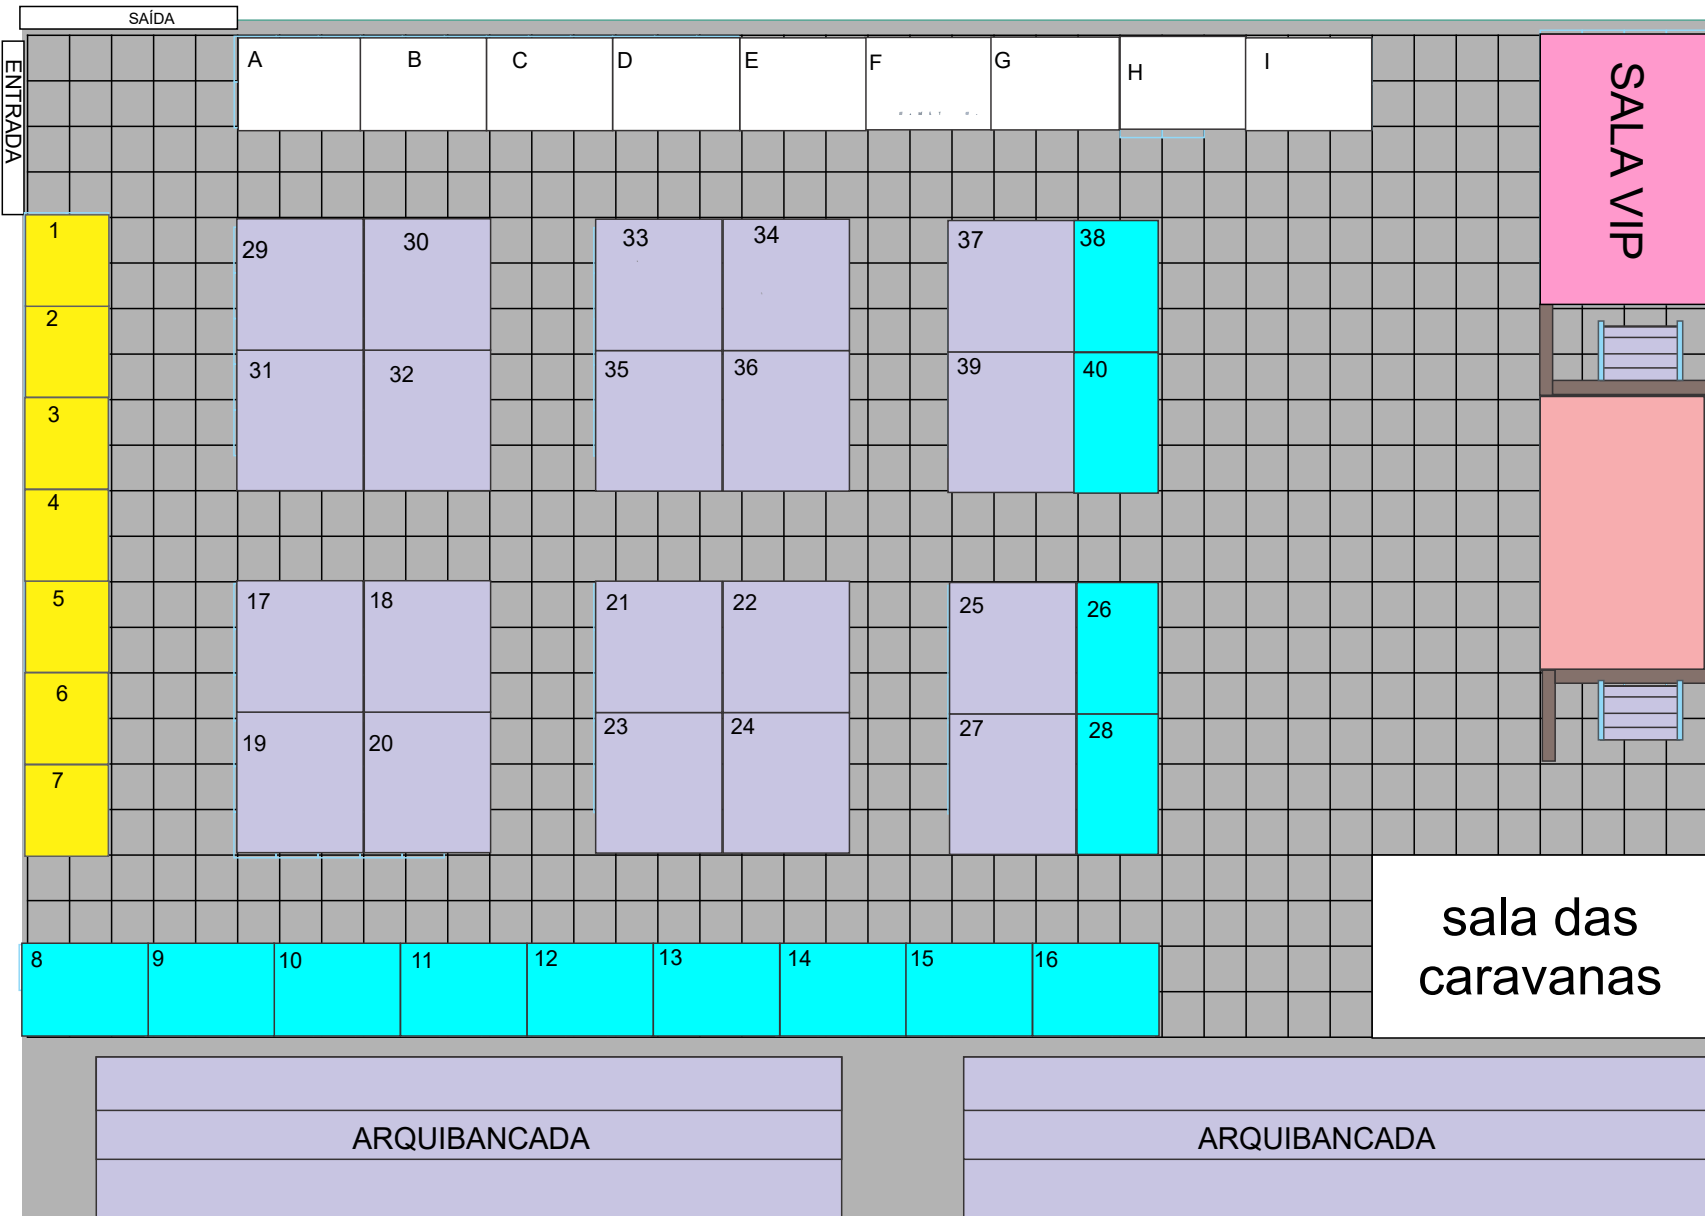 SAÍDA
ENTRADA
A B C D E F G H I
SALA VIP
1
29 30 33 34 37 38
2
31 32 35 36 39 40
3
4
5
17 18 21 22 25 26
6
19 20 23 24 27 28
7
8 9 10 11 12 13 14 15 16
sala das
caravanas
ARQUIBANCADA ARQUIBANCADA